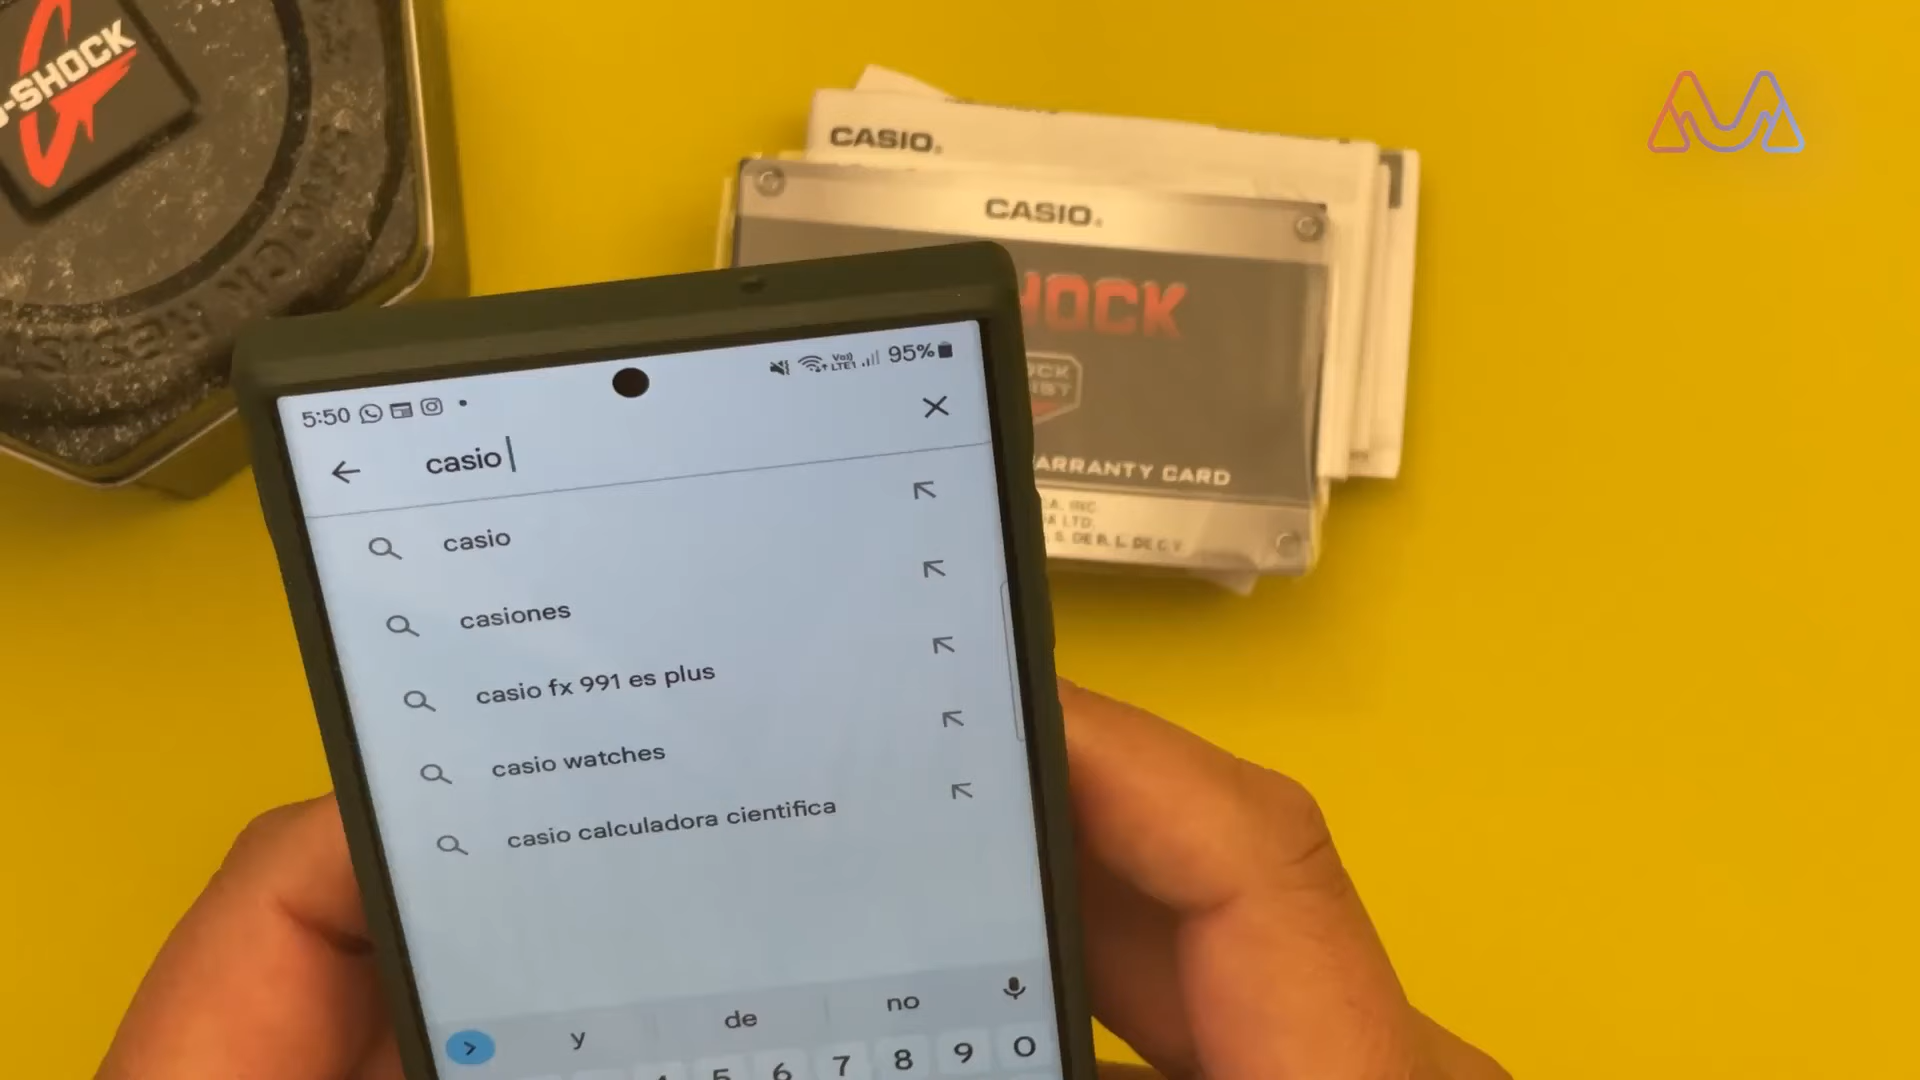 -SHOCK
CASIO.
CASIO.
HOCK
ARRANTY CARD
5:50
95%
casio
casio
casiones
casio fx 991 es plus
casio watches
casio calculadora cientifica
y de no
5 6 7 8 9 0